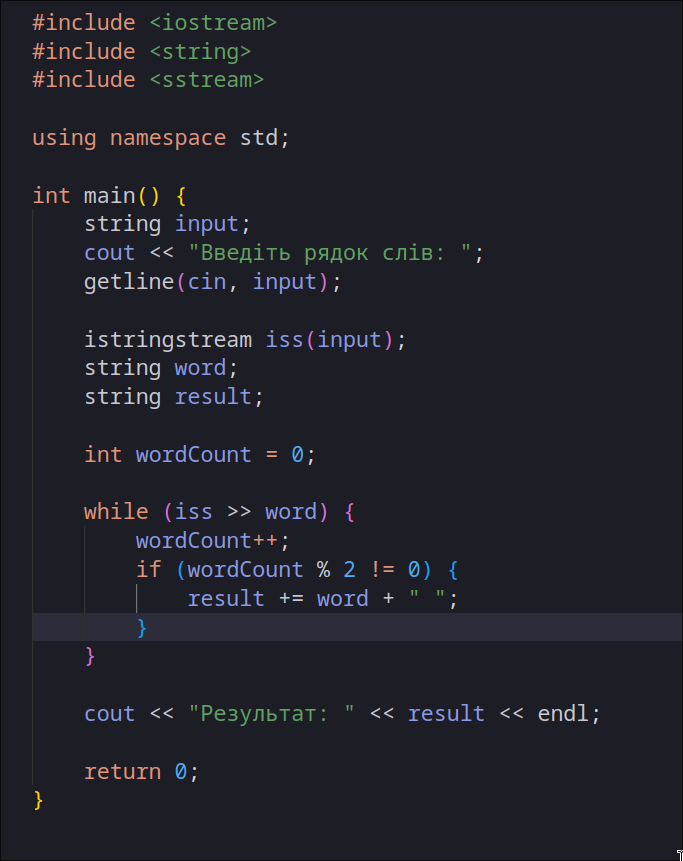 #include <iostream>
#include <string>
#include <sstream>
using namespace std;
int main() {
string input;
cout << "Введіть рядок слів: ";
getline(cin, input);
istringstream iss(input);
string word;
string result;
int wordCount = 0;
while (iss >> word) {
wordCount++;
if (wordCount % 2 != 0) {
result += word + " ";
}
}
cout << "Результат: " << result << endl;
return 0;
}